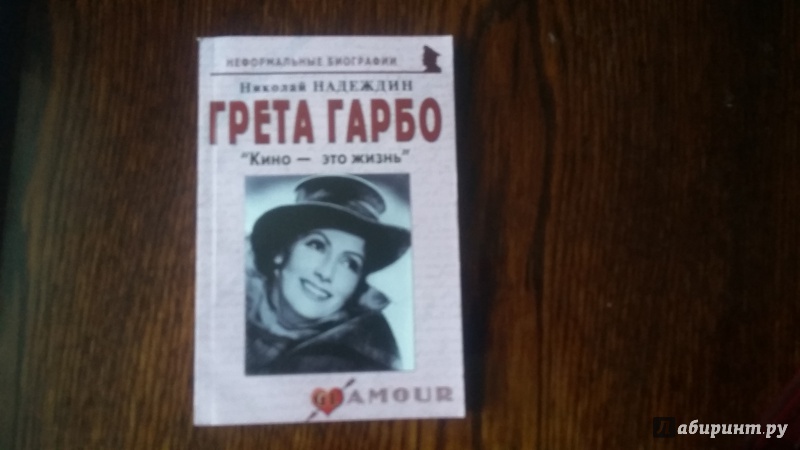 НЕФОРМАЛЬНЫЕ БИОГРАФИИ
Николай НАДЕЖДИН
ГРЕТА ГАРБО
"Кино — это жизнь"
GLAMOUR
Лабиринт.ру